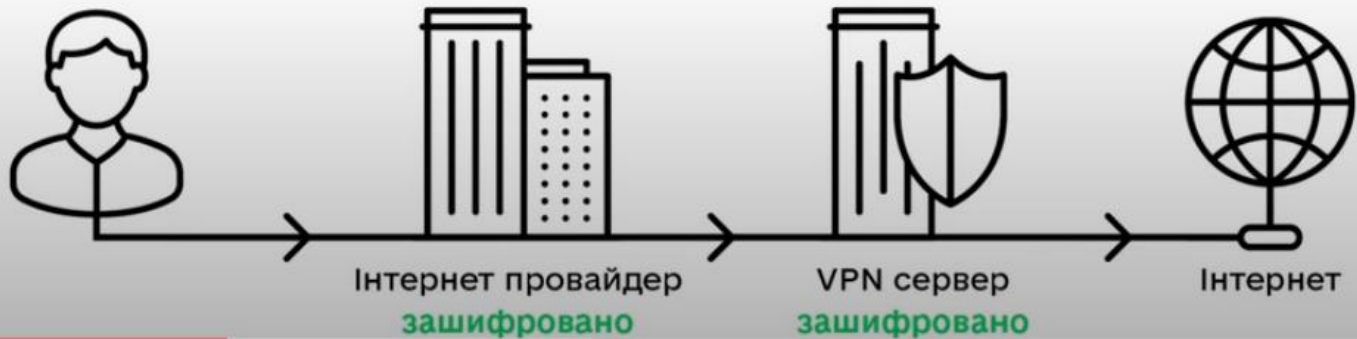 Інтернет провайдер
зашифровано
VPN сервер
зашифровано
Інтернет